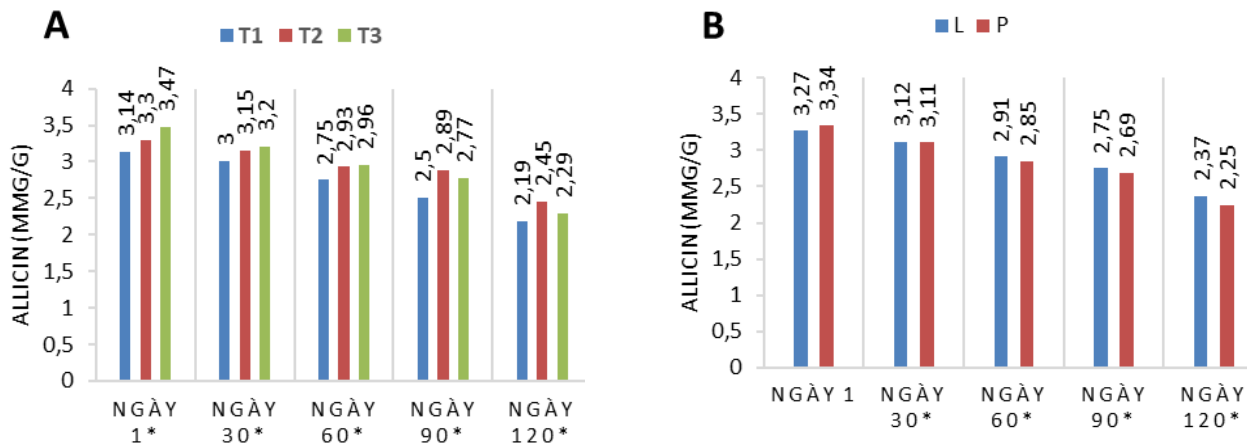 A
T1 T2 T3
ALLICIN (MMG/G)
4
3,5
3
2,5
2
1,5
1
0,5
0
3,14 3,3 3,47
3 3,15 3,2
2,75 2,93 2,96
2,5 2,89 2,77
2,19 2,45 2,29
NGÀY NGÀY NGÀY NGÀY NGÀY
1* 30* 60* 90* 120*
B
L P
ALLICIN (MMG/G)
4
3,5
3
2,5
2
1,5
1
0,5
0
3,27 3,34
3,12 3,11
2,91 2,85
2,75 2,69
2,37 2,25
NGÀY 1 NGÀY NGÀY NGÀY NGÀY
30* 60* 90* 120*